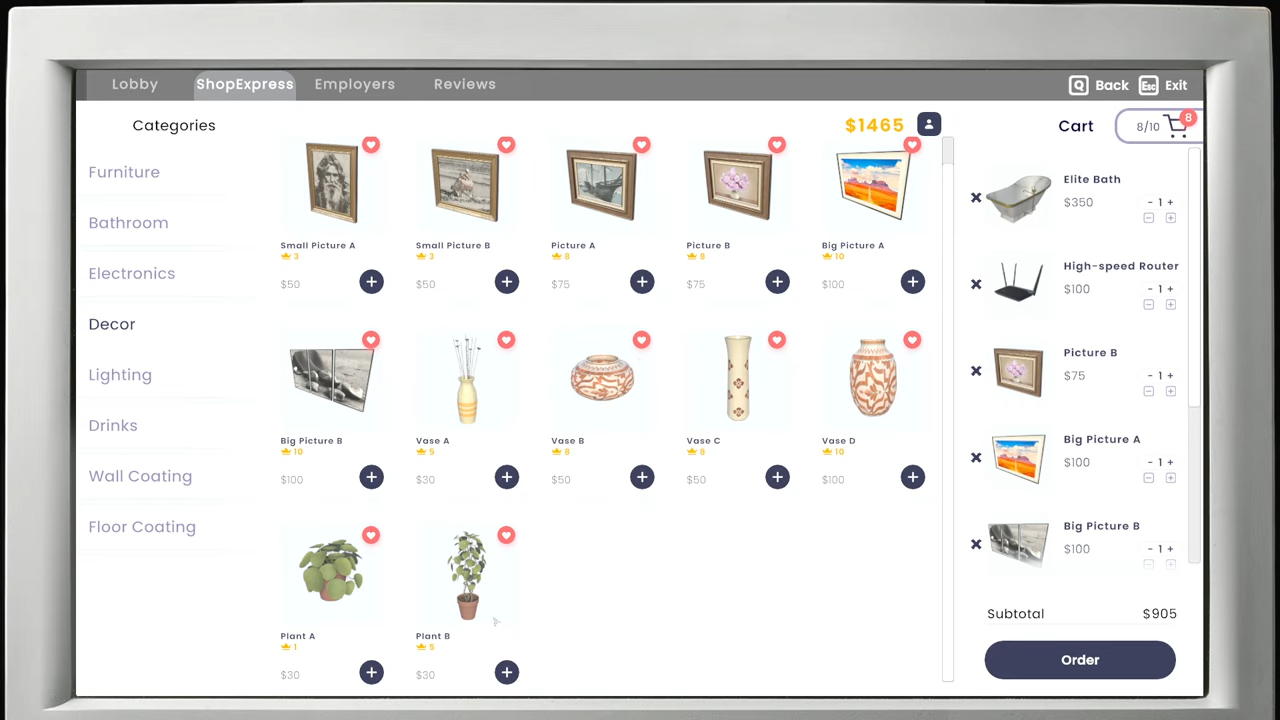 Lobby
ShopExpress
Employers
Reviews
Q Back Esc Exit
Categories
$1465
Cart
8/10
8
Furniture
Bathroom
Electronics
Decor
Lighting
Drinks
Wall Coating
Floor Coating
Small Picture A
3
$50
Small Picture B
3
$50
Picture A
8
$75
Picture B
8
$75
Big Picture A
10
$100
Big Picture B
10
$100
Vase A
5
$30
Vase B
8
$50
Vase C
8
$50
Vase D
10
$100
Plant A
1
$30
Plant B
5
$30
Elite Bath
$350
- 1 +
High-speed Router
$100
- 1 +
Picture B
$75
- 1 +
Big Picture A
$100
- 1 +
Big Picture B
$100
- 1 +
Subtotal $905
Order